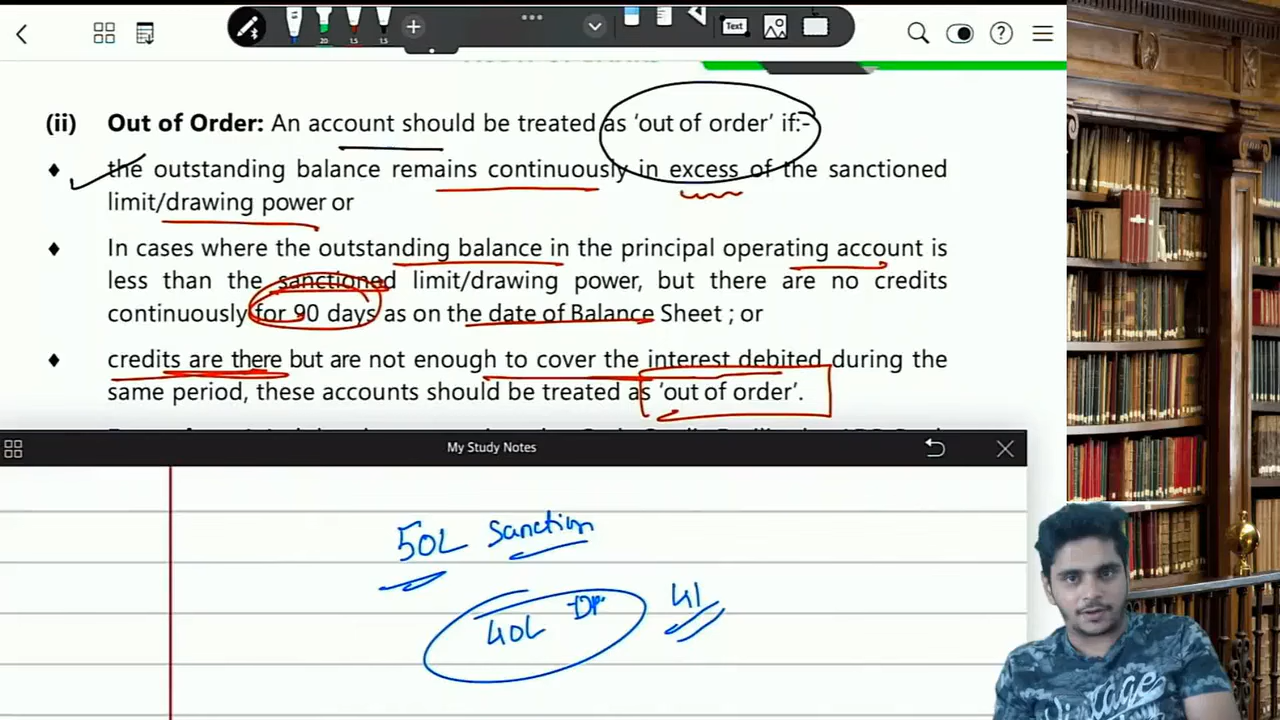 Text
(ii) Out of Order: An account should be treated as ‘out of order’ if:-
♦ the outstanding balance remains continuously in excess of the sanctioned
limit/drawing power or
♦ In cases where the outstanding balance in the principal operating account is
less than the sanctioned limit/drawing power, but there are no credits
continuously for 90 days as on the date of Balance Sheet ; or
♦ credits are there but are not enough to cover the interest debited during the
same period, these accounts should be treated as ‘out of order’.
My Study Notes
50L Sanction
40L DP 41